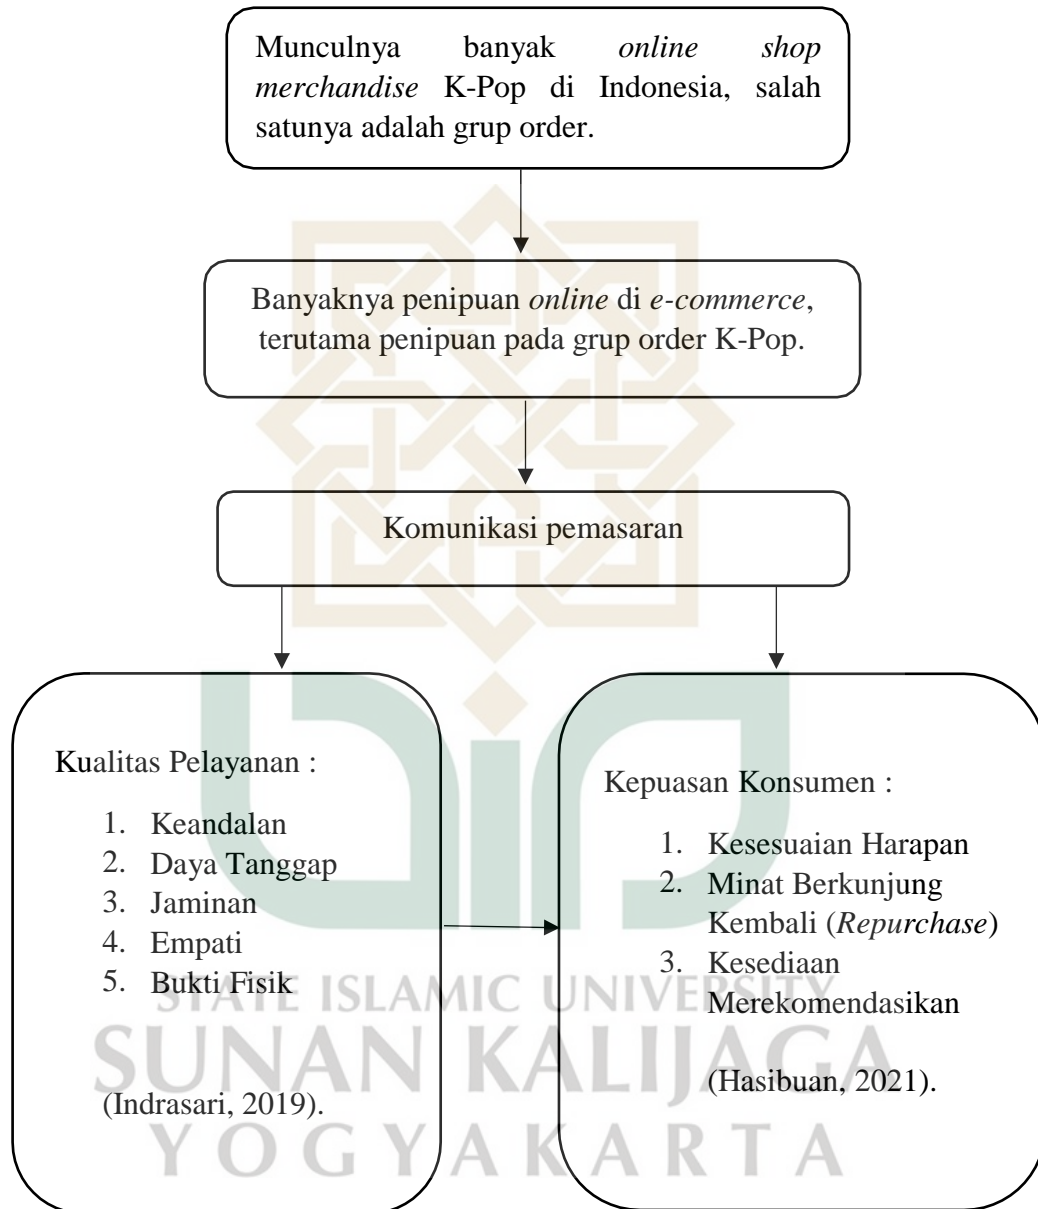 Munculnya banyak online shop
merchandise K-Pop di Indonesia, salah
satunya adalah grup order.
Banyaknya penipuan online di e-commerce,
terutama penipuan pada grup order K-Pop.
Komunikasi pemasaran
Kualitas Pelayanan :
1. Keandalan
2. Daya Tanggap
3. Jaminan
4. Empati
5. Bukti Fisik
(Indrasari, 2019).
Kepuasan Konsumen :
1. Kesesuaian Harapan
2. Minat Berkunjung
Kembali (Repurchase)
3. Kesediaan
Merekomendasikan
(Hasibuan, 2021).
STATE ISLAMIC UNIVERSITY
SUNAN KALIJAGA
YOGYAKARTA